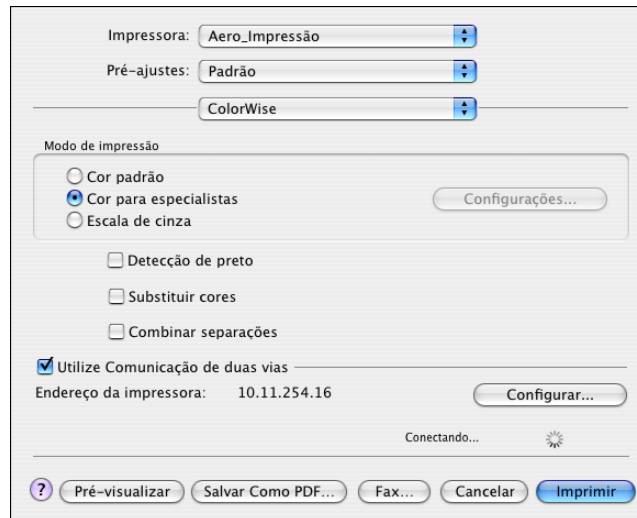 Impressora: Aero_Impressão
Pré-ajustes: Padrão
ColorWise
Modo de impressão
Cor padrão
Cor para especialistas
Configurações...
Escala de cinza
Detecção de preto
Substituir cores
Combinar separações
Utilize Comunicação de duas vias
Endereço da impressora: 10.11.254.16
Configurar...
Conectando...
? Pré-visualizar Salvar Como PDF... Fax... Cancelar Imprimir